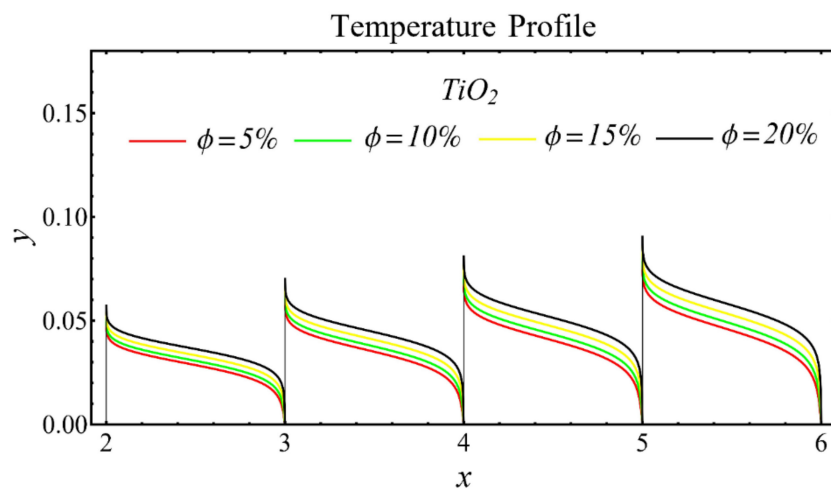 Temperature Profile
TiO₂
ϕ=5% ϕ=10% ϕ=15% ϕ=20%
0.15
0.10
y
0.05
0.00
2 3 4 5 6
x